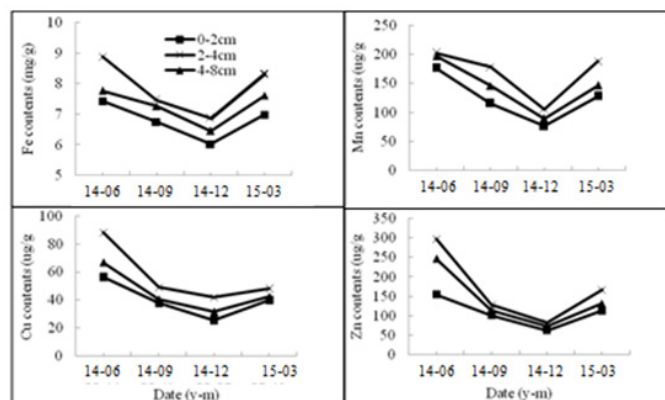 Fe contents (mg/g)
10
9
8
7
6
5
0-2cm
2-4cm
4-8cm
14-06 14-09 14-12 15-03
Mn contents (ug/g
250
200
150
100
50
0
14-06 14-09 14-12 15-03
Cu contents (ug/g
100
80
60
40
20
0
14-06 14-09 14-12 15-03
Date (y-m)
Zn contents (ug/g
350
300
250
200
150
100
50
0
14-06 14-09 14-12 15-03
Date (y-m)